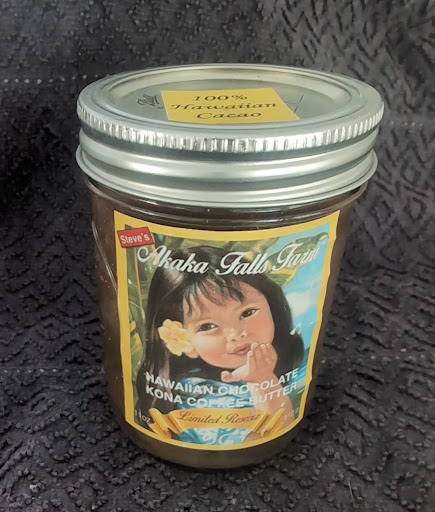 100%
Hawaiian
Cacao
Steve's
Akaka Falls Farm
HAWAIIAN CHOCOLATE
KONA COFFEE BUTTER
Limited Reserve